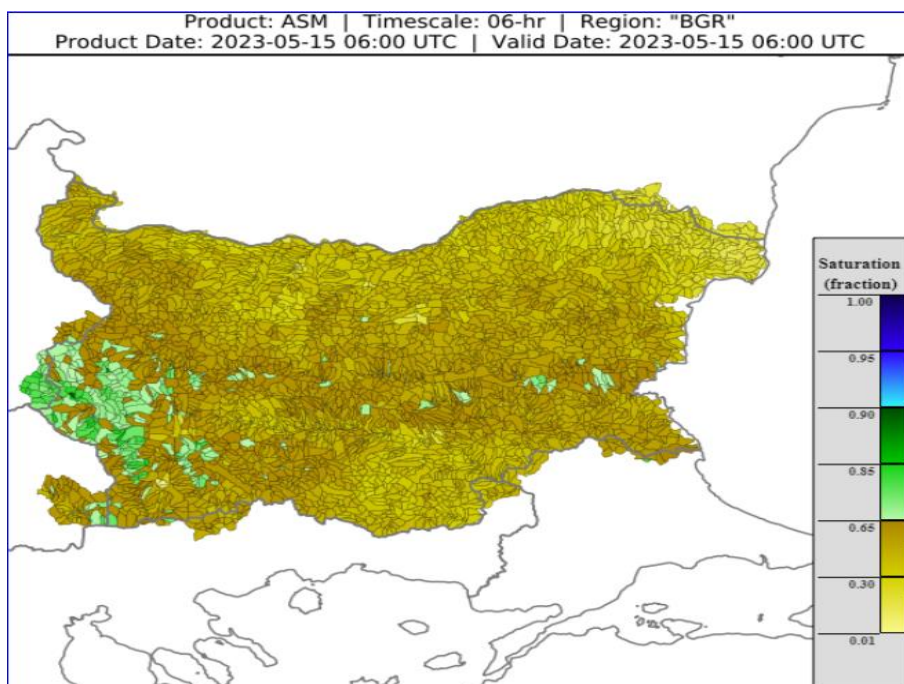 Product: ASM | Timescale: 06-hr | Region: "BGR"
Product Date: 2023-05-15 06:00 UTC | Valid Date: 2023-05-15 06:00 UTC
Saturation
(fraction)
1.00
0.95
0.90
0.85
0.65
0.30
0.01